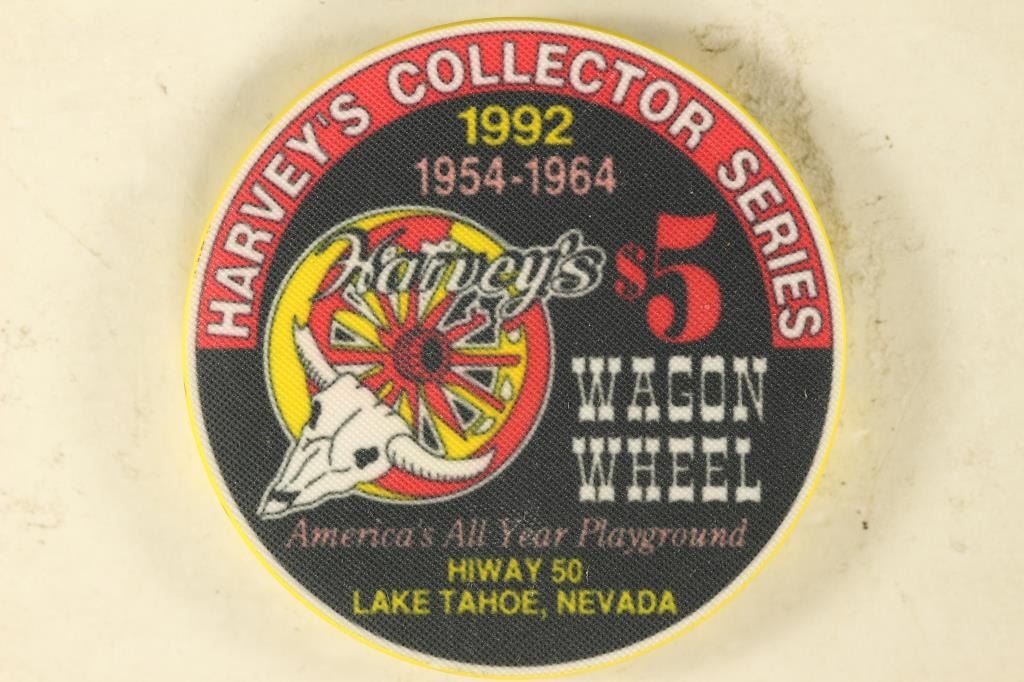 HARVEY'S COLLECTOR SERIES
1992
1954-1964
Harvey's
$5
WAGON
WHEEL
America's All Year Playground
HIWAY 50
LAKE TAHOE, NEVADA